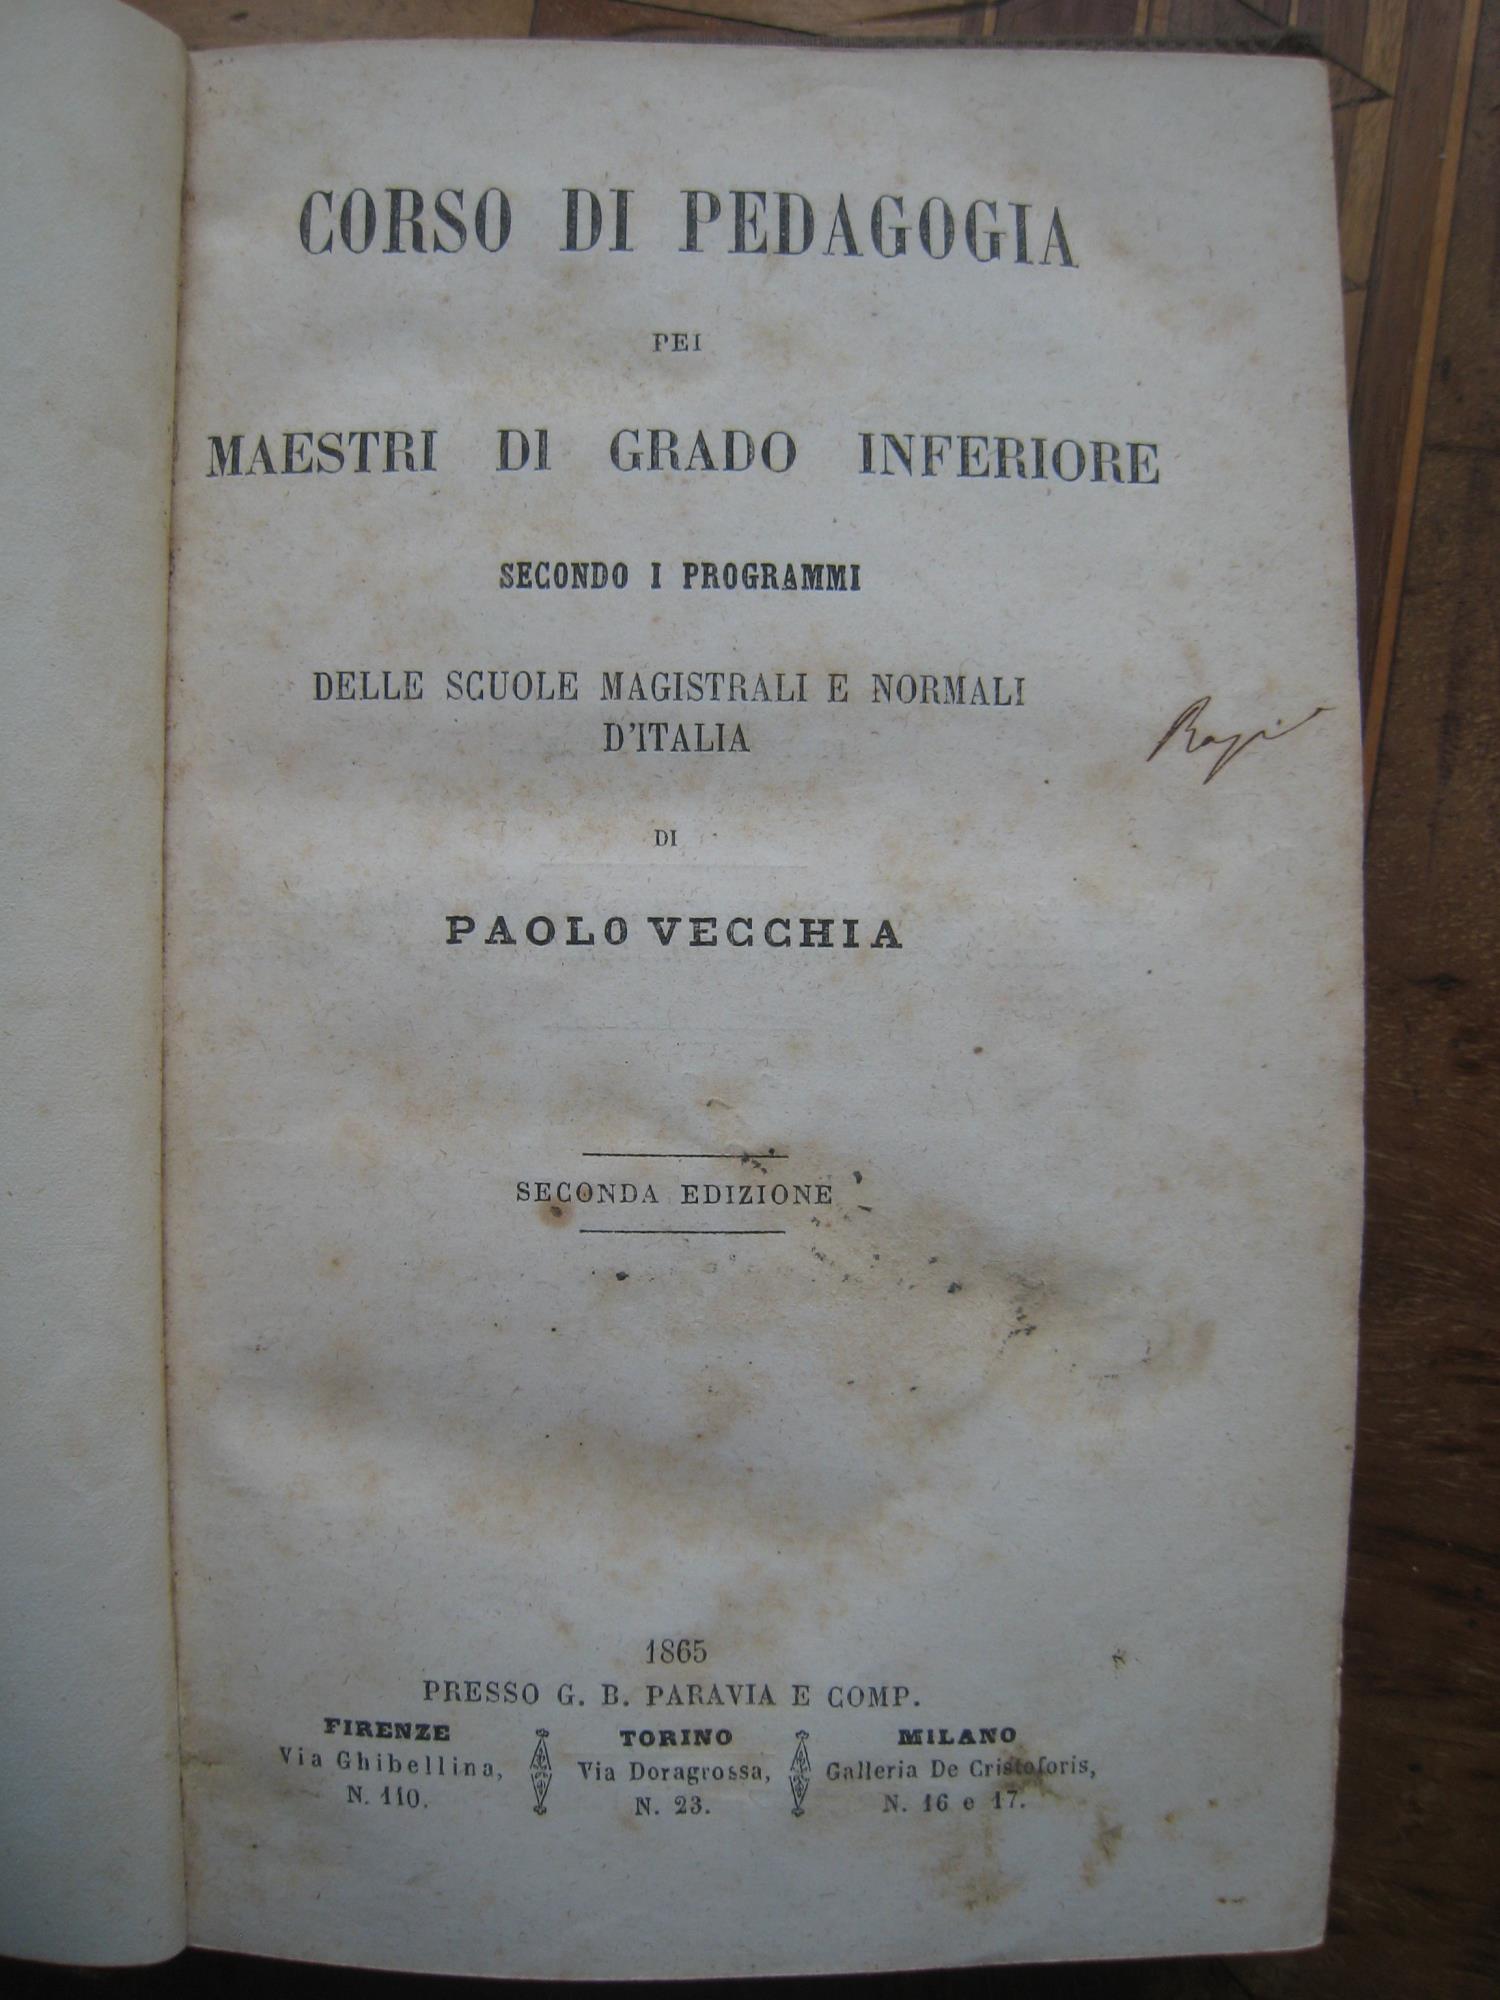 CORSO DI PEDAGOGIA
PEI
MAESTRI DI GRADO INFERIORE
SECONDO I PROGRAMMI
DELLE SCUOLE MAGISTRALI E NORMALI
D'ITALIA
DI
PAOLO VECCHIA
SECONDA EDIZIONE
1865
PRESSO G. B. PARAVIA E COMP.
FIRENZE
Via Ghibellina,
N. 110.
TORINO
Via Doragrossa,
N. 23.
MILANO
Galleria De Cristoforis,
N. 16 e 17.